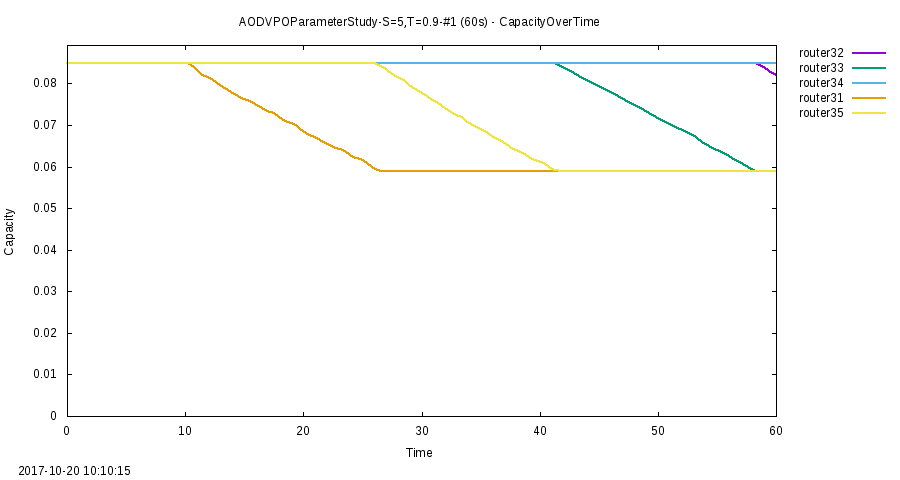 AODVPOParameterStudy-S=5,T=0.9-#1 (60s) - CapacityOverTime
router32
router33
router34
router31
router35
0.08
0.07
0.06
0.05
0.04
0.03
0.02
0.01
0
Capacity
0 10 20 30 40 50 60
Time
2017-10-20 10:10:15